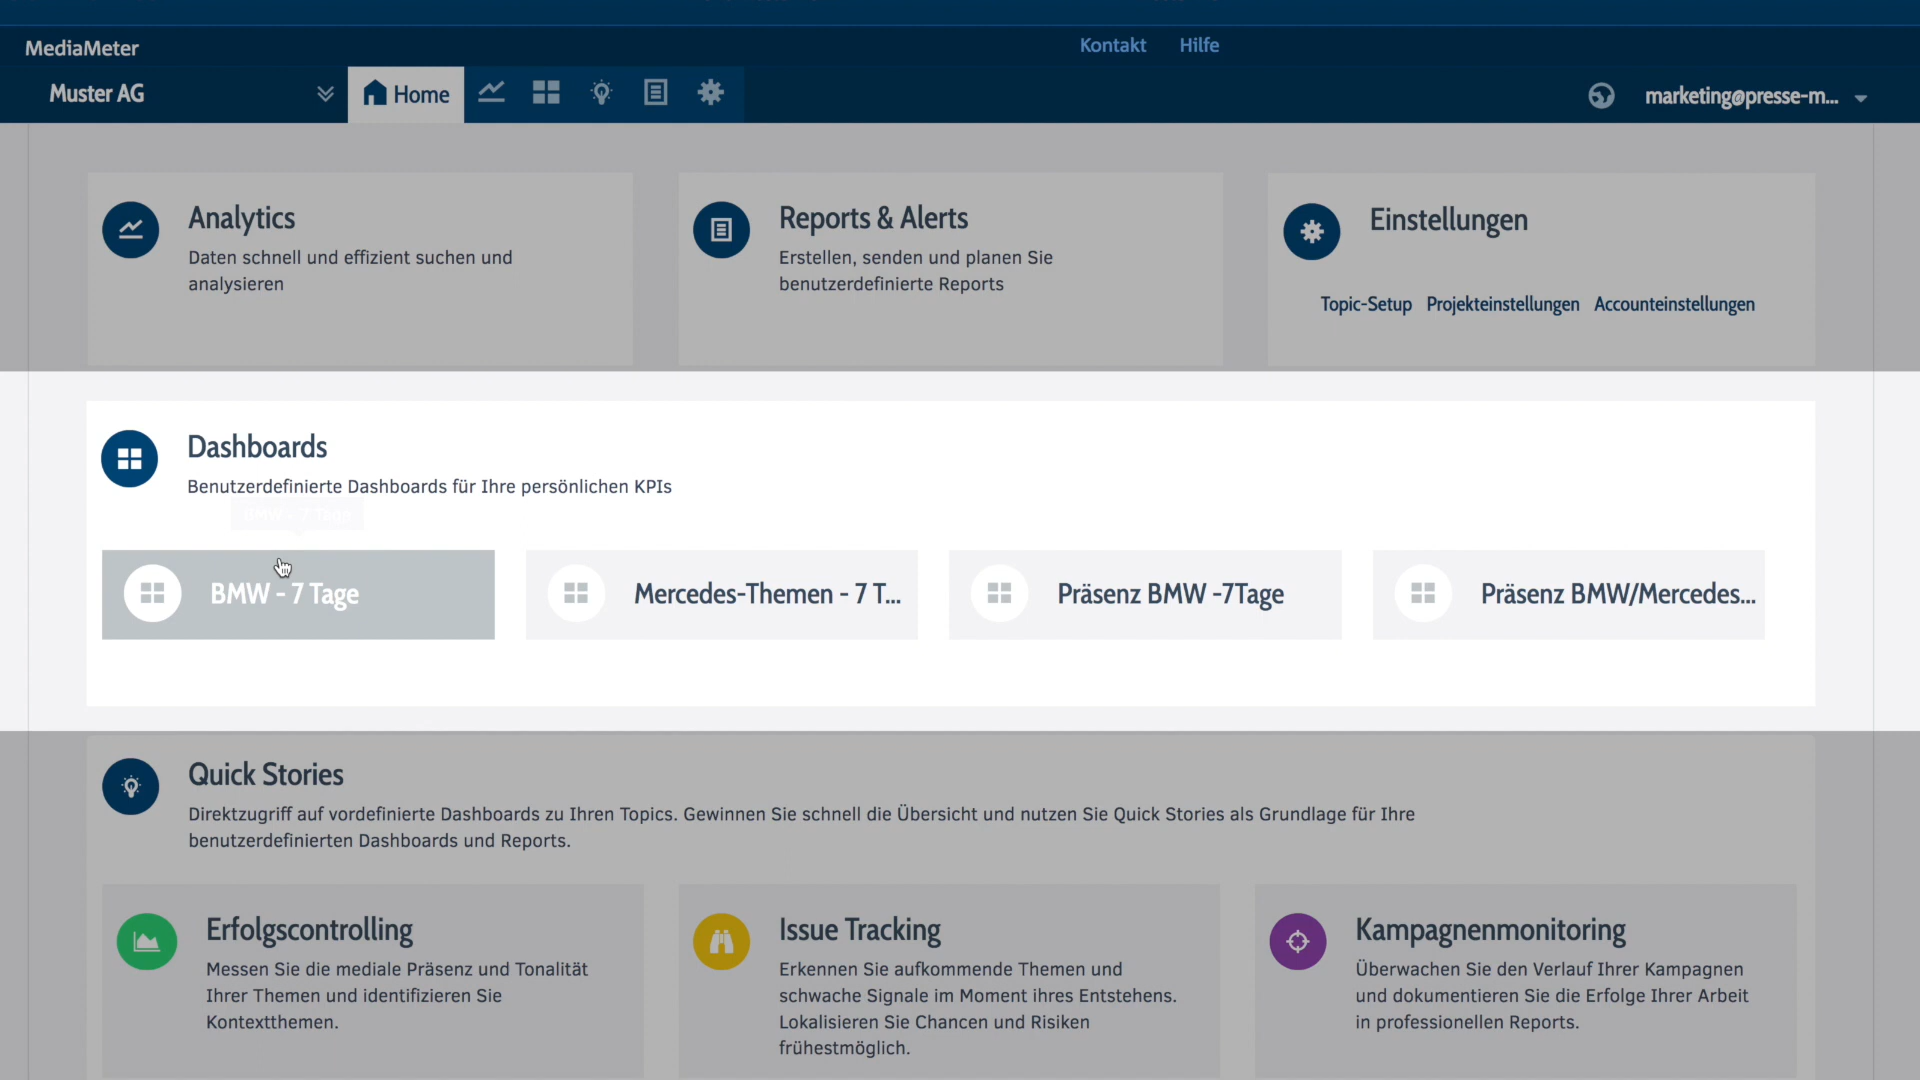 MediaMeter
Kontakt Hilfe
Muster AG
Home
marketing@presse-m...
Analytics
Daten schnell und effizient suchen und
analysieren
Reports & Alerts
Erstellen, senden und planen Sie
benutzerdefinierte Reports
Einstellungen
Topic-Setup Projekteinstellungen Accounteinstellungen
Dashboards
Benutzerdefinierte Dashboards für Ihre persönlichen KPIs
BMW - 7 Tage
BMW - 7 Tage
Mercedes-Themen - 7 T...
Präsenz BMW -7Tage
Präsenz BMW/Mercedes...
Quick Stories
Direktzugriff auf vordefinierte Dashboards zu Ihren Topics. Gewinnen Sie schnell die Übersicht und nutzen Sie Quick Stories als Grundlage für Ihre
benutzerdefinierten Dashboards und Reports.
Erfolgscontrolling
Messen Sie die mediale Präsenz und Tonalität
Ihrer Themen und identifizieren Sie
Kontextthemen.
Issue Tracking
Erkennen Sie aufkommende Themen und
schwache Signale im Moment ihres Entstehens.
Lokalisieren Sie Chancen und Risiken
frühestmöglich.
Kampagnenmonitoring
Überwachen Sie den Verlauf Ihrer Kampagnen
und dokumentieren Sie die Erfolge Ihrer Arbeit
in professionellen Reports.